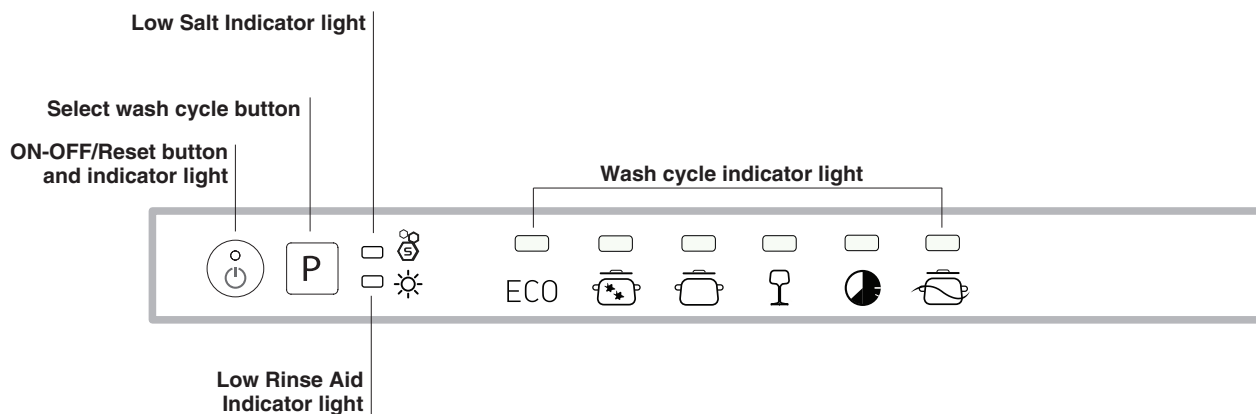 Low Salt Indicator light
Select wash cycle button
ON-OFF/Reset button
and indicator light
Wash cycle indicator light
P
S
ECO
Low Rinse Aid
Indicator light